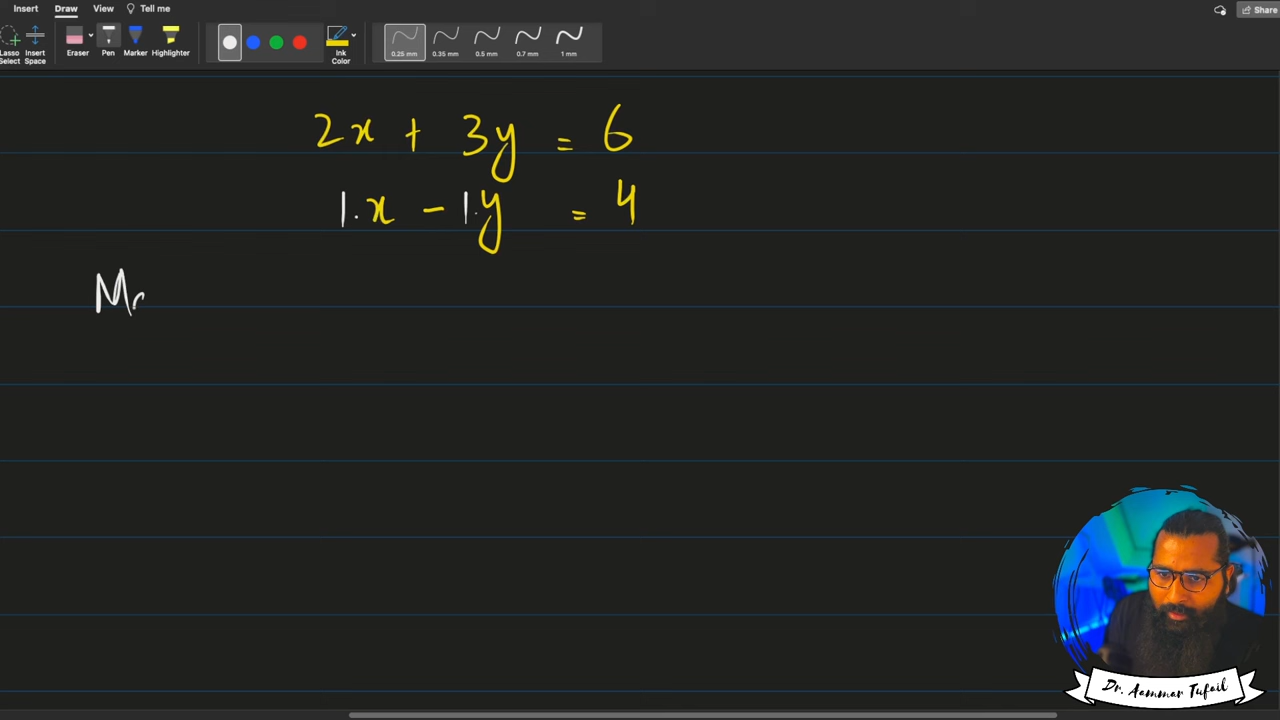 Insert Draw View Tell me Share
Lasso Select Insert Space Eraser Pen Marker Highlighter Ink Color 0.25 mm 0.35 mm 0.5 mm 0.7 mm 1 mm
2x + 3y = 6
1.x - 1.y = 4
Ma
Dr. Aammar Tufail